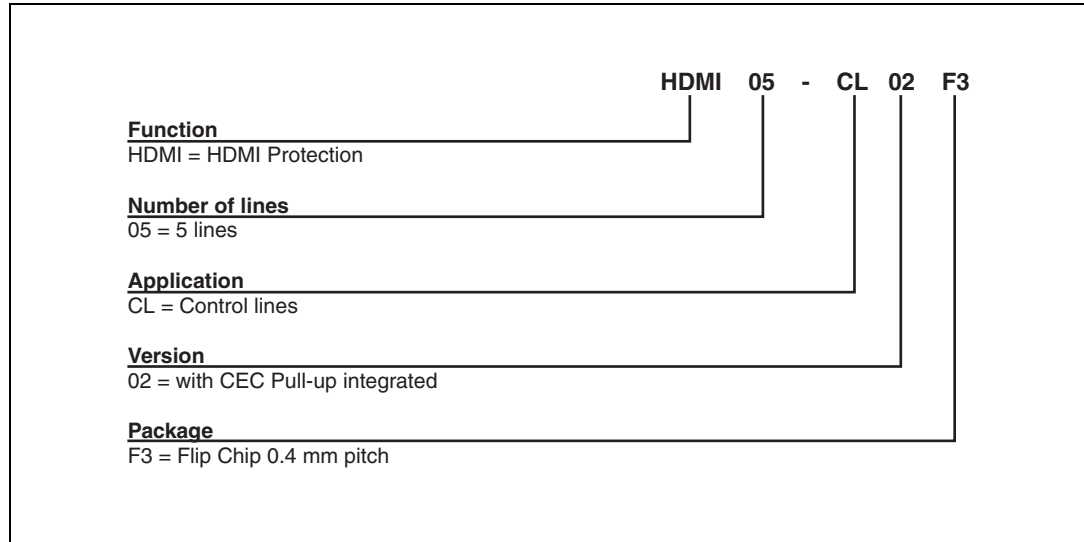 HDMI 05 - CL 02 F3
Function
HDMI = HDMI Protection
Number of lines
05 = 5 lines
Application
CL = Control lines
Version
02 = with CEC Pull-up integrated
Package
F3 = Flip Chip 0.4 mm pitch